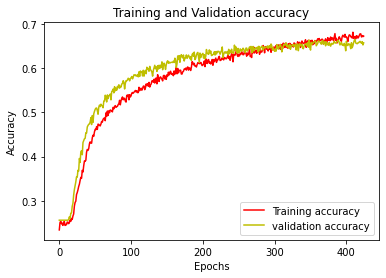 Training and Validation accuracy
Accuracy
0.7
0.6
0.5
0.4
0.3
Training accuracy
validation accuracy
0
100
200
300
400
Epochs